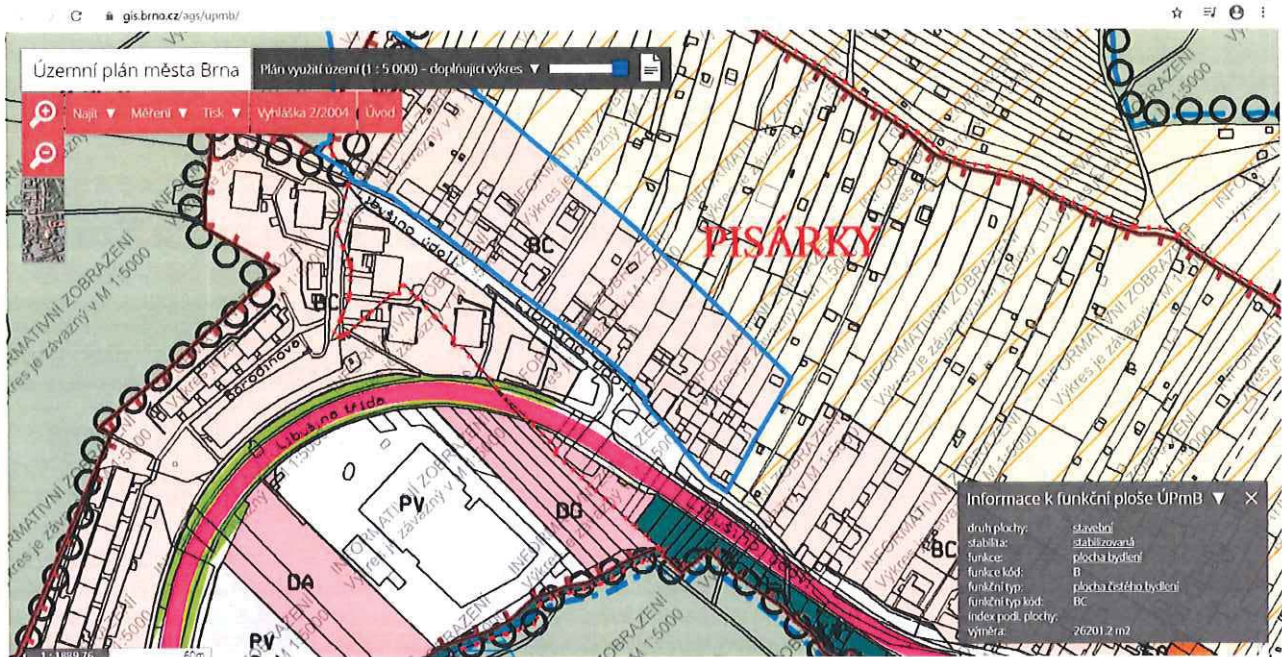 gis.brno.cz/ags/upmb/
Územní plán města Brna
Plán využití území (1 : 5 000) – doplňující výkres ▼
Najít ▼ Měření ▼ Tisk ▼ Vyhláška 2/2004 Úvod
PISÁRKY
BC
BC
BC
Libušino údolí
Libušino údolí
Borodinova
Libušina třída
Libušino údolí
PV
DG
DA
PV
INFORMATIVNÍ ZOBRAZENÍ
Výkres je závazný v M 1:5000
Informace k funkční ploše ÚPmB ▼ ✕
druh plochy: stavební
stabilita: stabilizovaná
funkce: plocha bydlení
funkce kód: B
funkční typ: plocha čistého bydlení
funkční typ kód: BC
index podl. plochy:
výměra: 26201.2 m2
60m